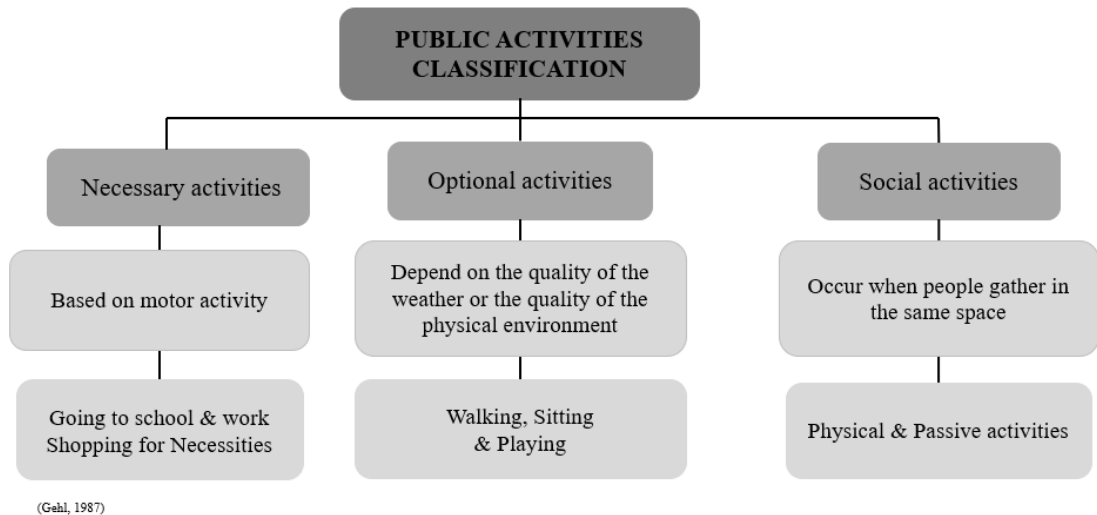 PUBLIC ACTIVITIES
CLASSIFICATION
Necessary activities
Based on motor activity
Going to school & work
Shopping for Necessities
Optional activities
Depend on the quality of the
weather or the quality of the
physical environment
Walking, Sitting
& Playing
Social activities
Occur when people gather in
the same space
Physical & Passive activities
(Gehl, 1987)